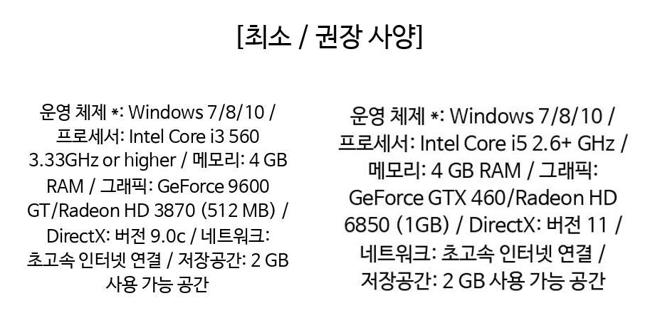 [최소 / 권장 사양]
운영 체제 *: Windows 7/8/10 /
프로세서: Intel Core i3 560
3.33GHz or higher / 메모리: 4 GB
RAM / 그래픽: GeForce 9600
GT/Radeon HD 3870 (512 MB) /
DirectX: 버전 9.0c / 네트워크:
초고속 인터넷 연결 / 저장공간: 2 GB
사용 가능 공간
운영 체제 *: Windows 7/8/10 /
프로세서: Intel Core i5 2.6+ GHz /
메모리: 4 GB RAM / 그래픽:
GeForce GTX 460/Radeon HD
6850 (1GB) / DirectX: 버전 11 /
네트워크: 초고속 인터넷 연결 /
저장공간: 2 GB 사용 가능 공간